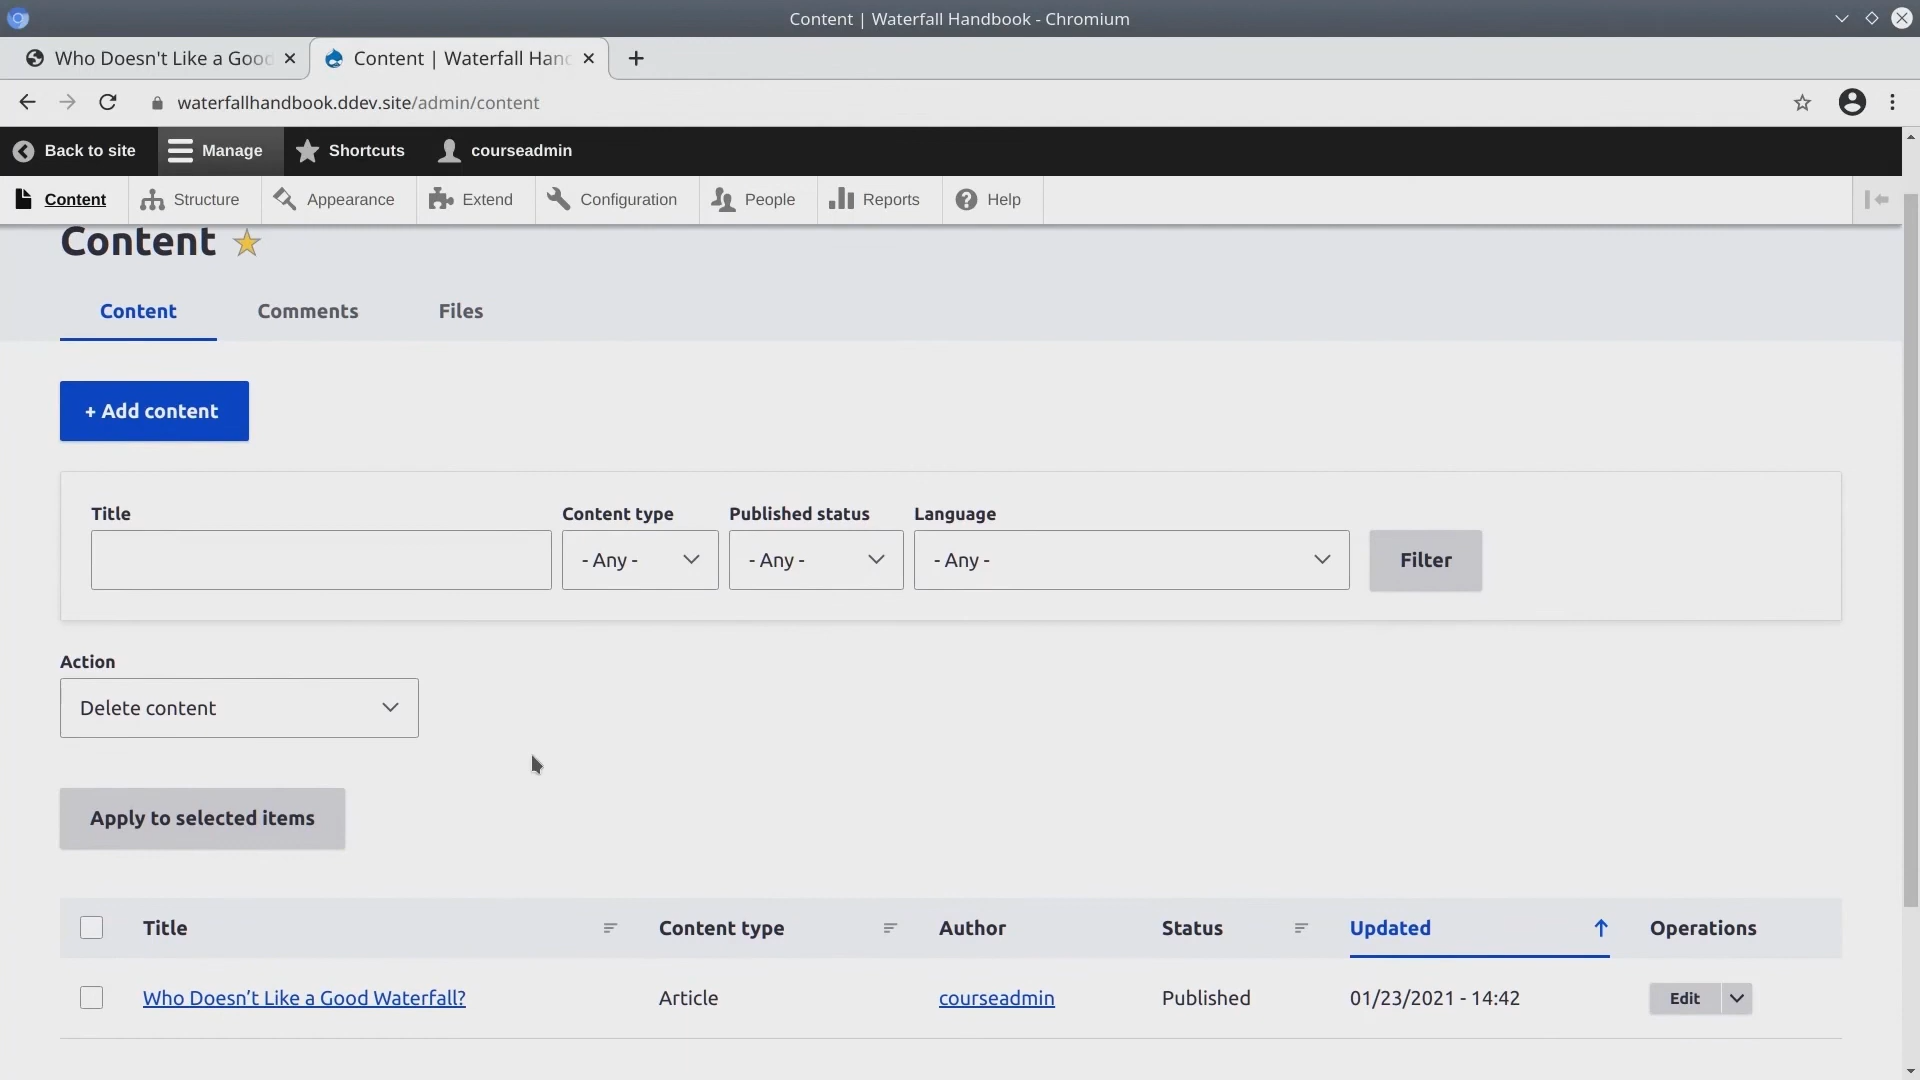 Content | Waterfall Handbook - Chromium
Who Doesn't Like a Good
Content | Waterfall Han
waterfallhandbook.ddev.site/admin/content
Back to site
Manage
Shortcuts
courseadmin
Content
Structure
Appearance
Extend
Configuration
People
Reports
Help
Content
Content
Comments
Files
+ Add content
Title
Content type
Published status
Language
- Any -
- Any -
- Any -
Filter
Action
Delete content
Apply to selected items
Title
Content type
Author
Status
Updated
Operations
Who Doesn’t Like a Good Waterfall?
Article
courseadmin
Published
01/23/2021 - 14:42
Edit